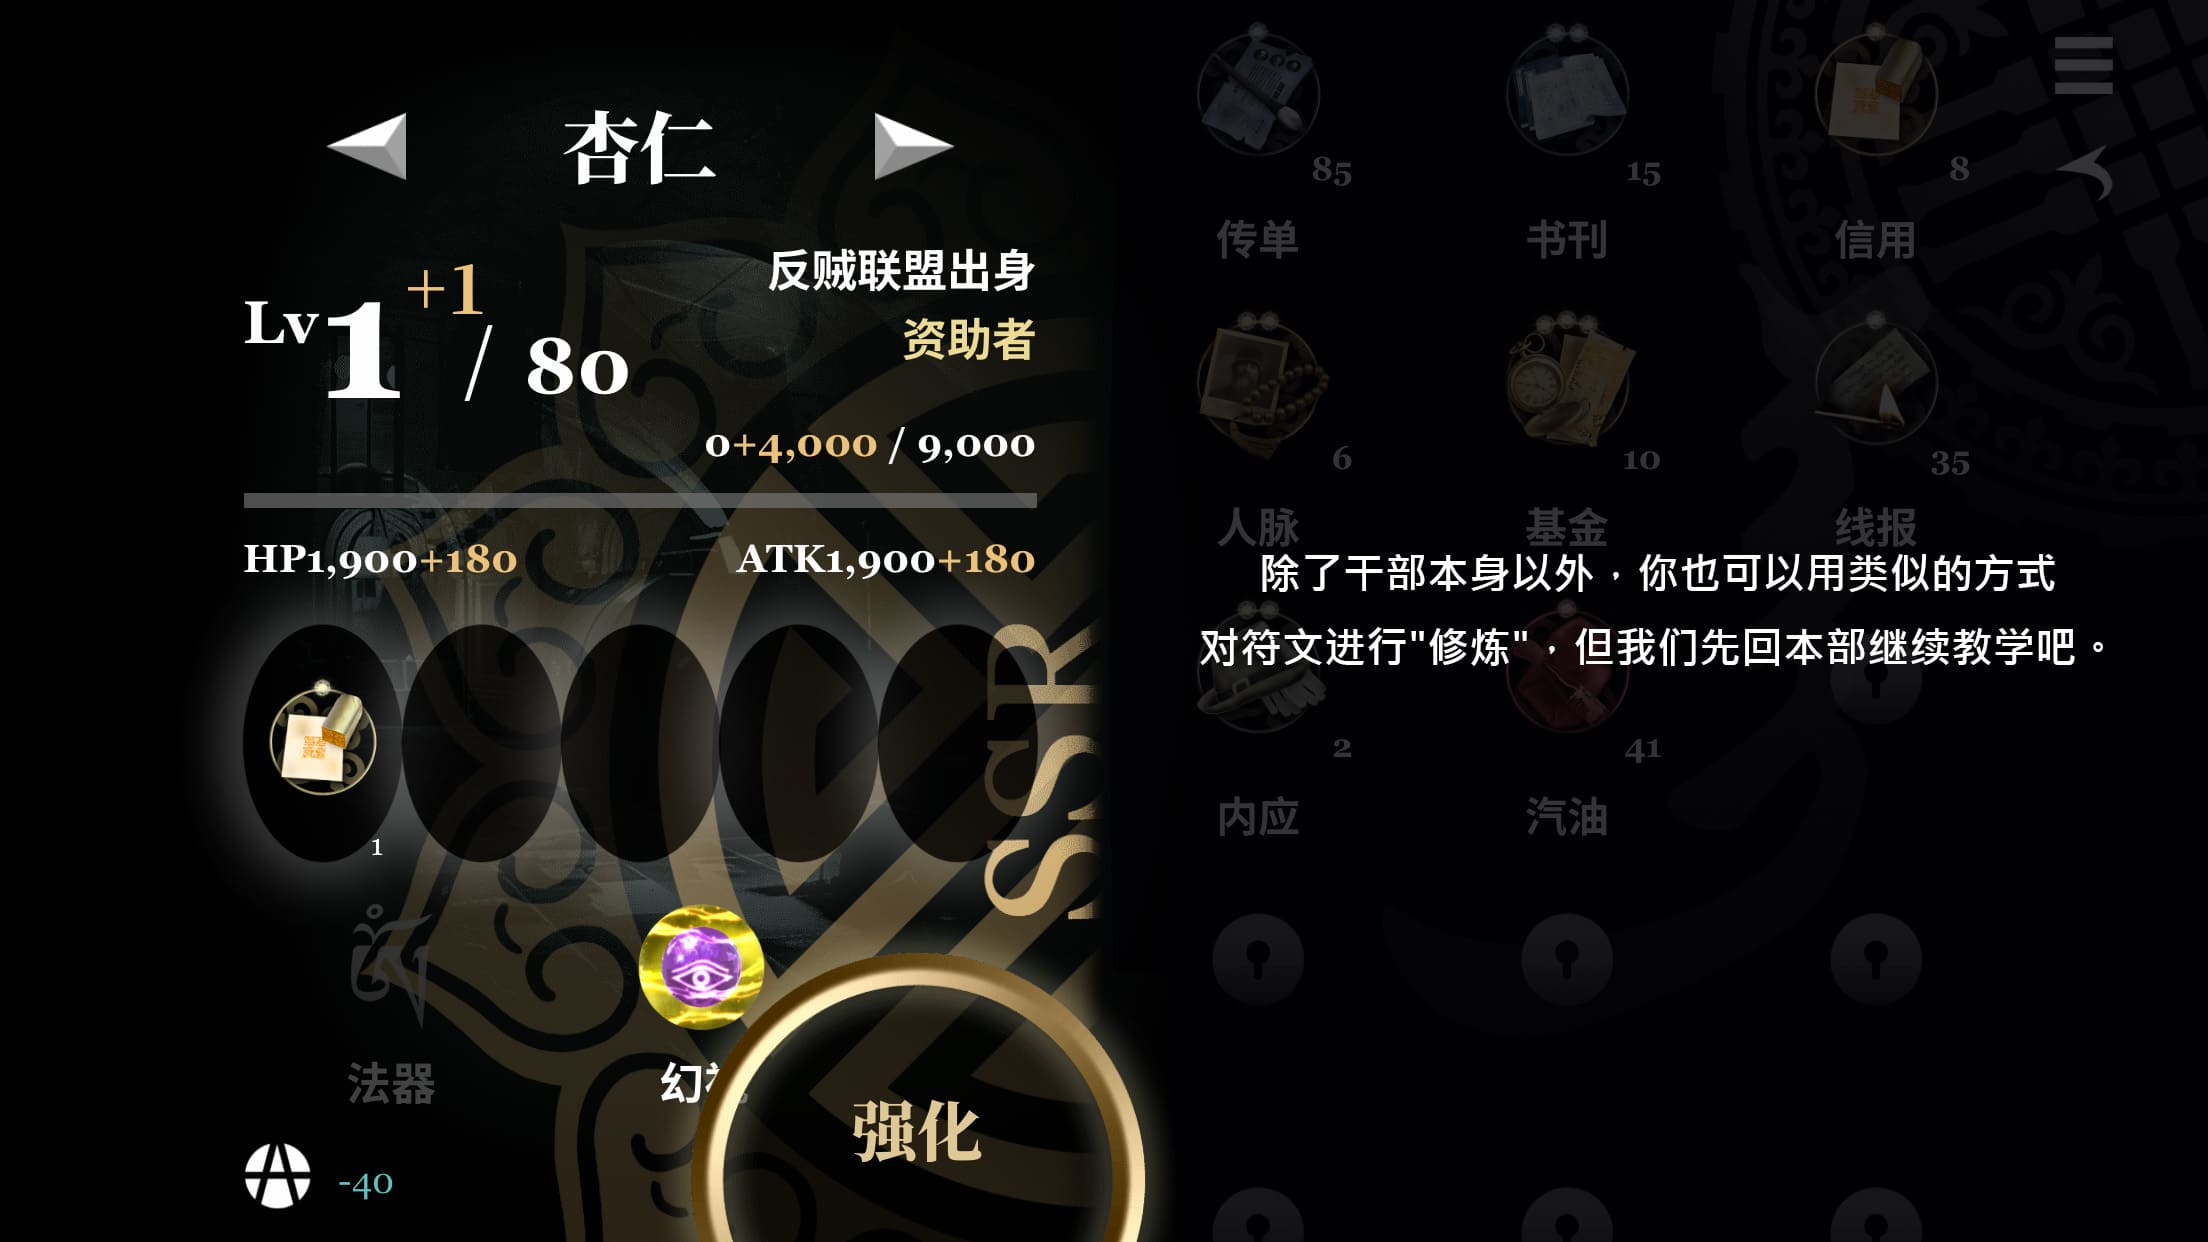 杏仁
Lv1+1 / 80
反贼联盟出身
资助者
0+4,000 / 9,000
HP1,900+180
ATK1,900+180
1
SSR
法器
强化
-40
85
15
8
传单
书刊
信用
6
10
35
人脉
基金
线报
除了干部本身以外，你也可以用类似的方式
对符文进行"修炼"，但我们先回本部继续教学吧。
2
41
内应
汽油